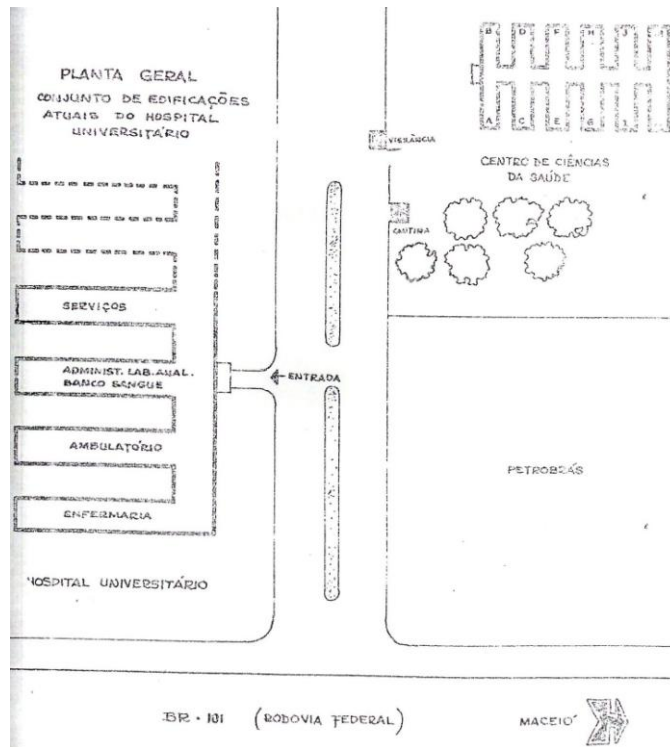 PLANTA GERAL
CONJUNTO DE EDIFICAÇÕES
ATUAIS DO HOSPITAL
UNIVERSITÁRIO
B D F H J
A C E G
VIGILÂNCIA
CENTRO DE CIÊNCIAS
DA SAÚDE
CANTINA
SERVIÇOS
ADMINIST. LAB. ANAL.
BANCO SANGUE
ENTRADA
AMBULATÓRIO
PETROBRÁS
ENFERMARIA
HOSPITAL UNIVERSITÁRIO
BR - 101 (RODOVIA FEDERAL)
MACEIÓ